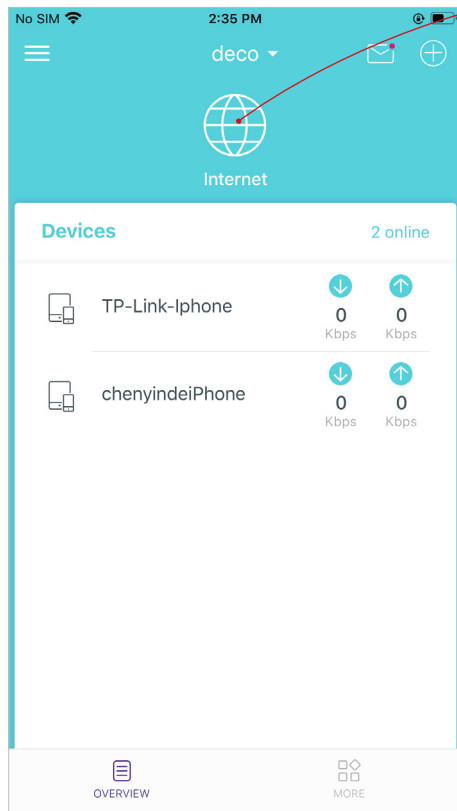 No SIM 2:35 PM
deco
Internet
Devices 2 online
TP-Link-Iphone 0 0
Kbps Kbps
chenyindeiPhone 0 0
Kbps Kbps
OVERVIEW MORE